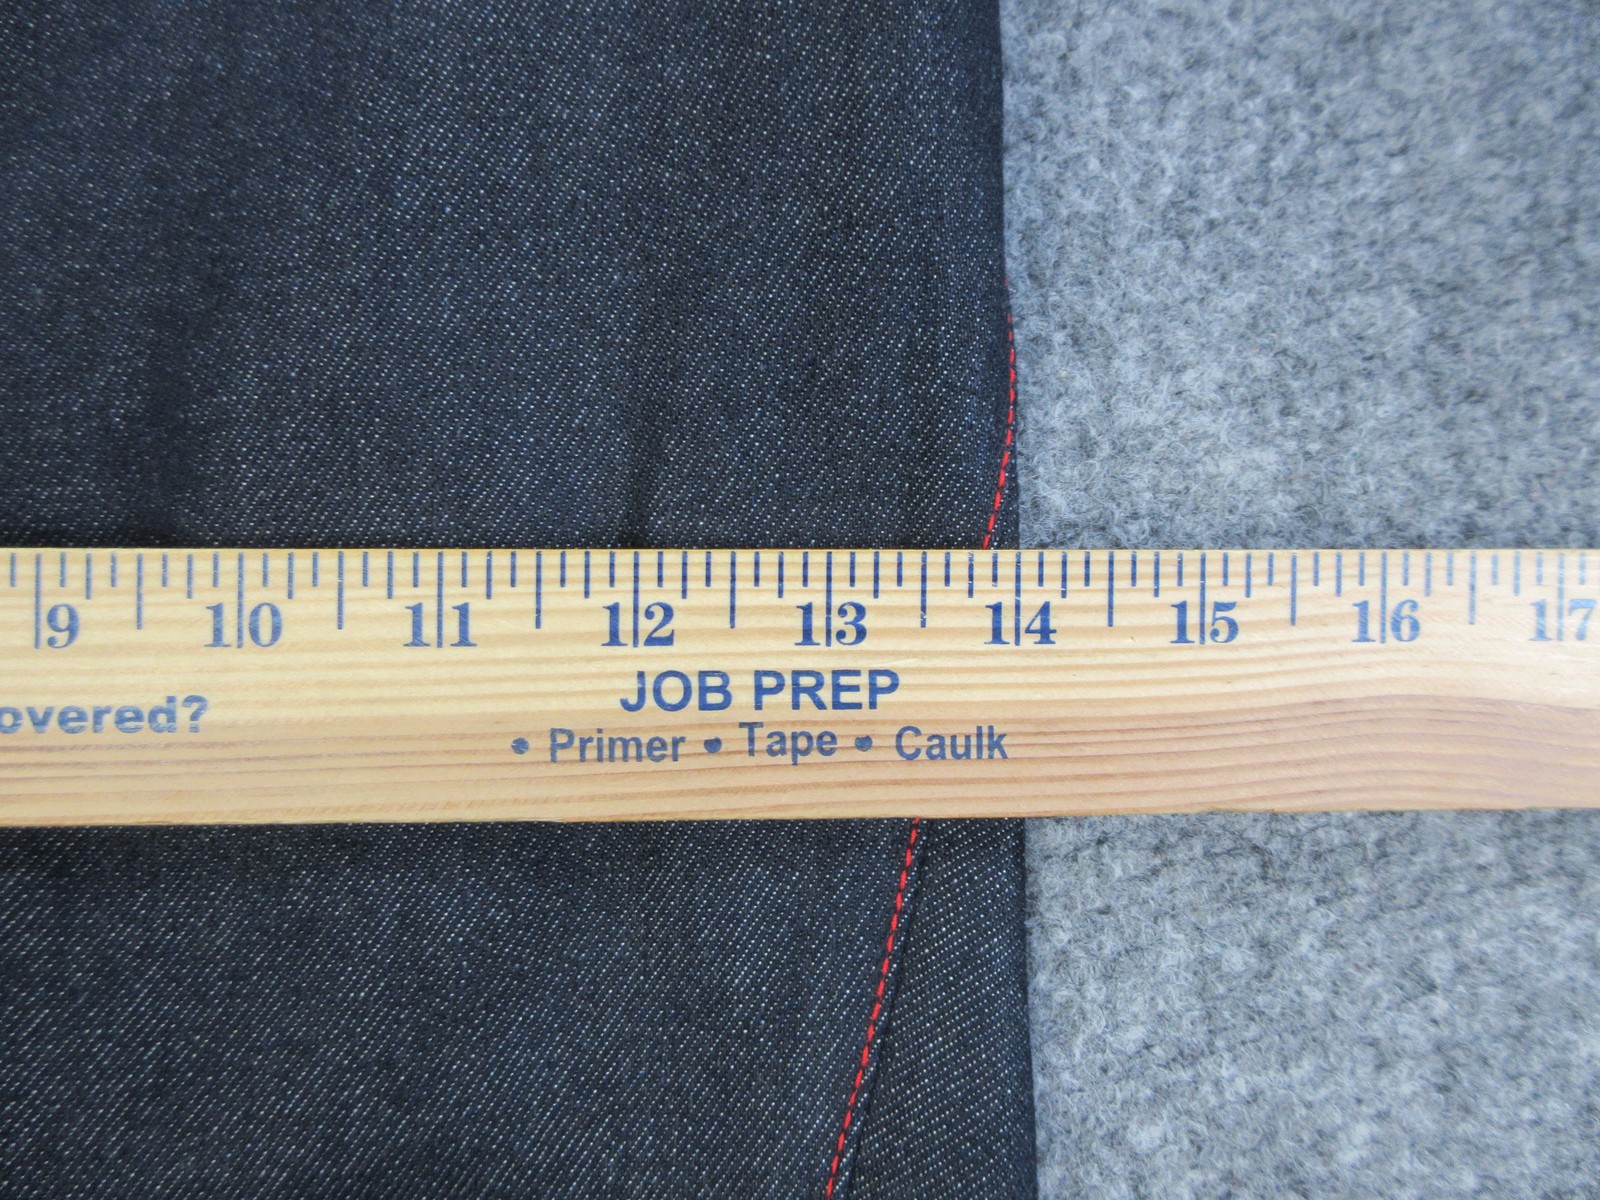 9 10 11 12 13 14 15 16 17
overed? JOB PREP
• Primer • Tape • Caulk